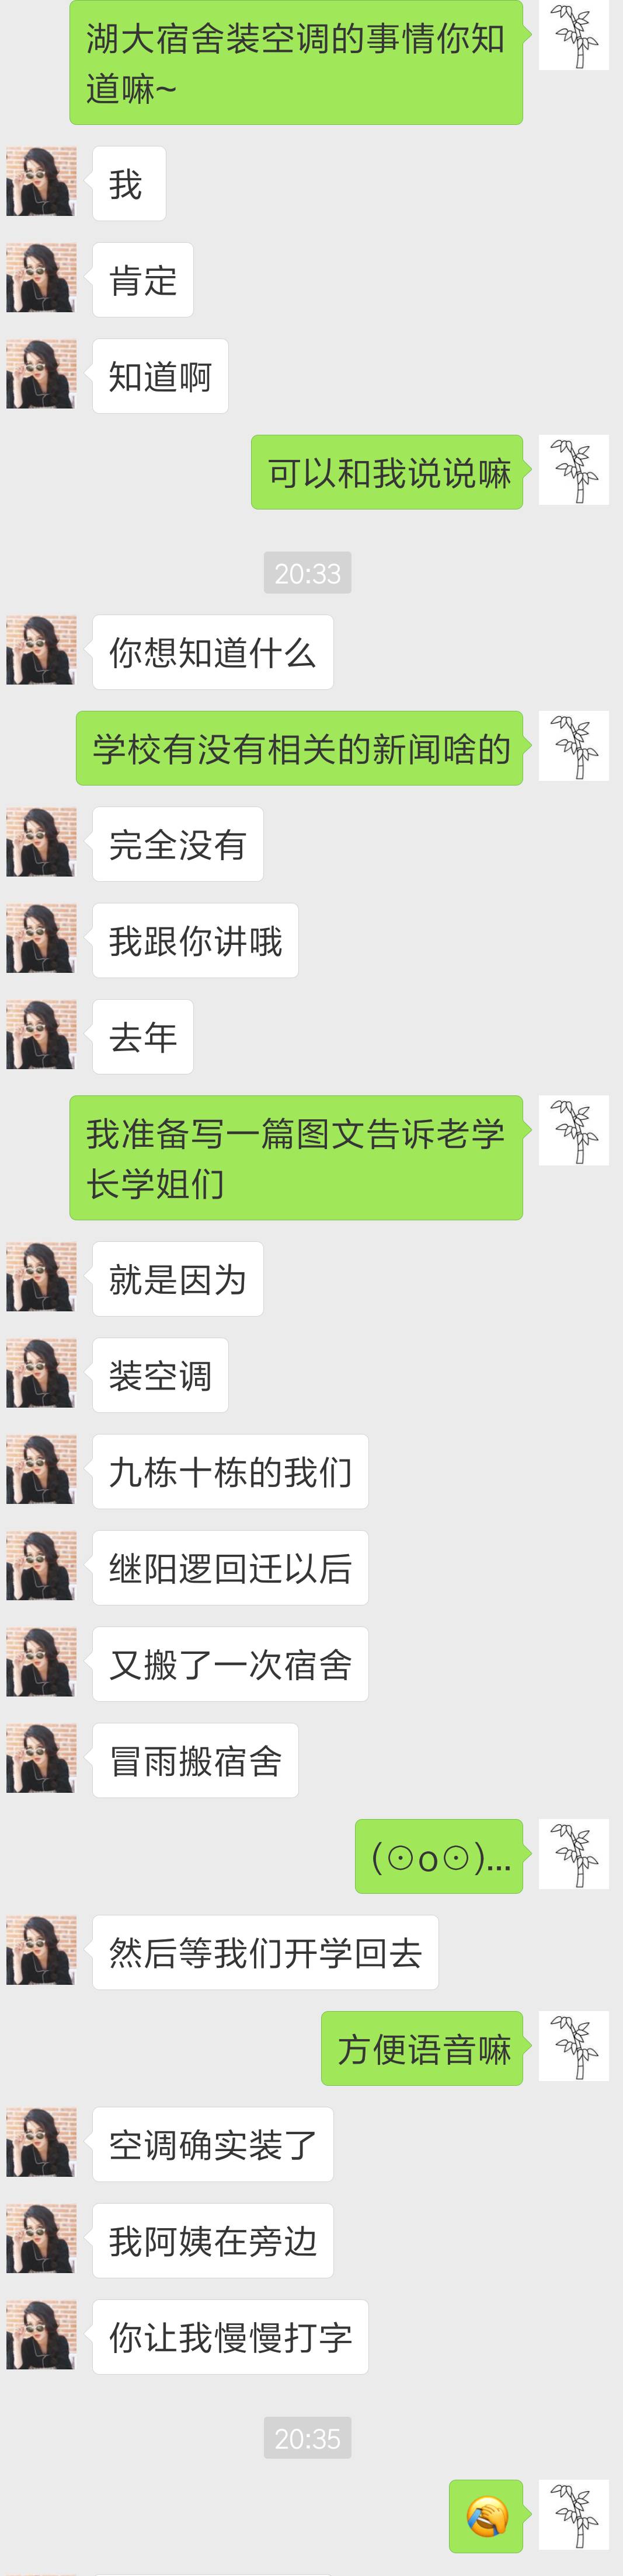 湖大宿舍装空调的事情你知
道嘛~
我
肯定
知道啊
可以和我说说嘛
20:33
你想知道什么
学校有没有相关的新闻啥的
完全没有
我跟你讲哦
去年
我准备写一篇图文告诉老学
长学姐们
就是因为
装空调
九栋十栋的我们
继阳逻回迁以后
又搬了一次宿舍
冒雨搬宿舍
(⊙o⊙)...
然后等我们开学回去
方便语音嘛
空调确实装了
我阿姨在旁边
你让我慢慢打字
20:35